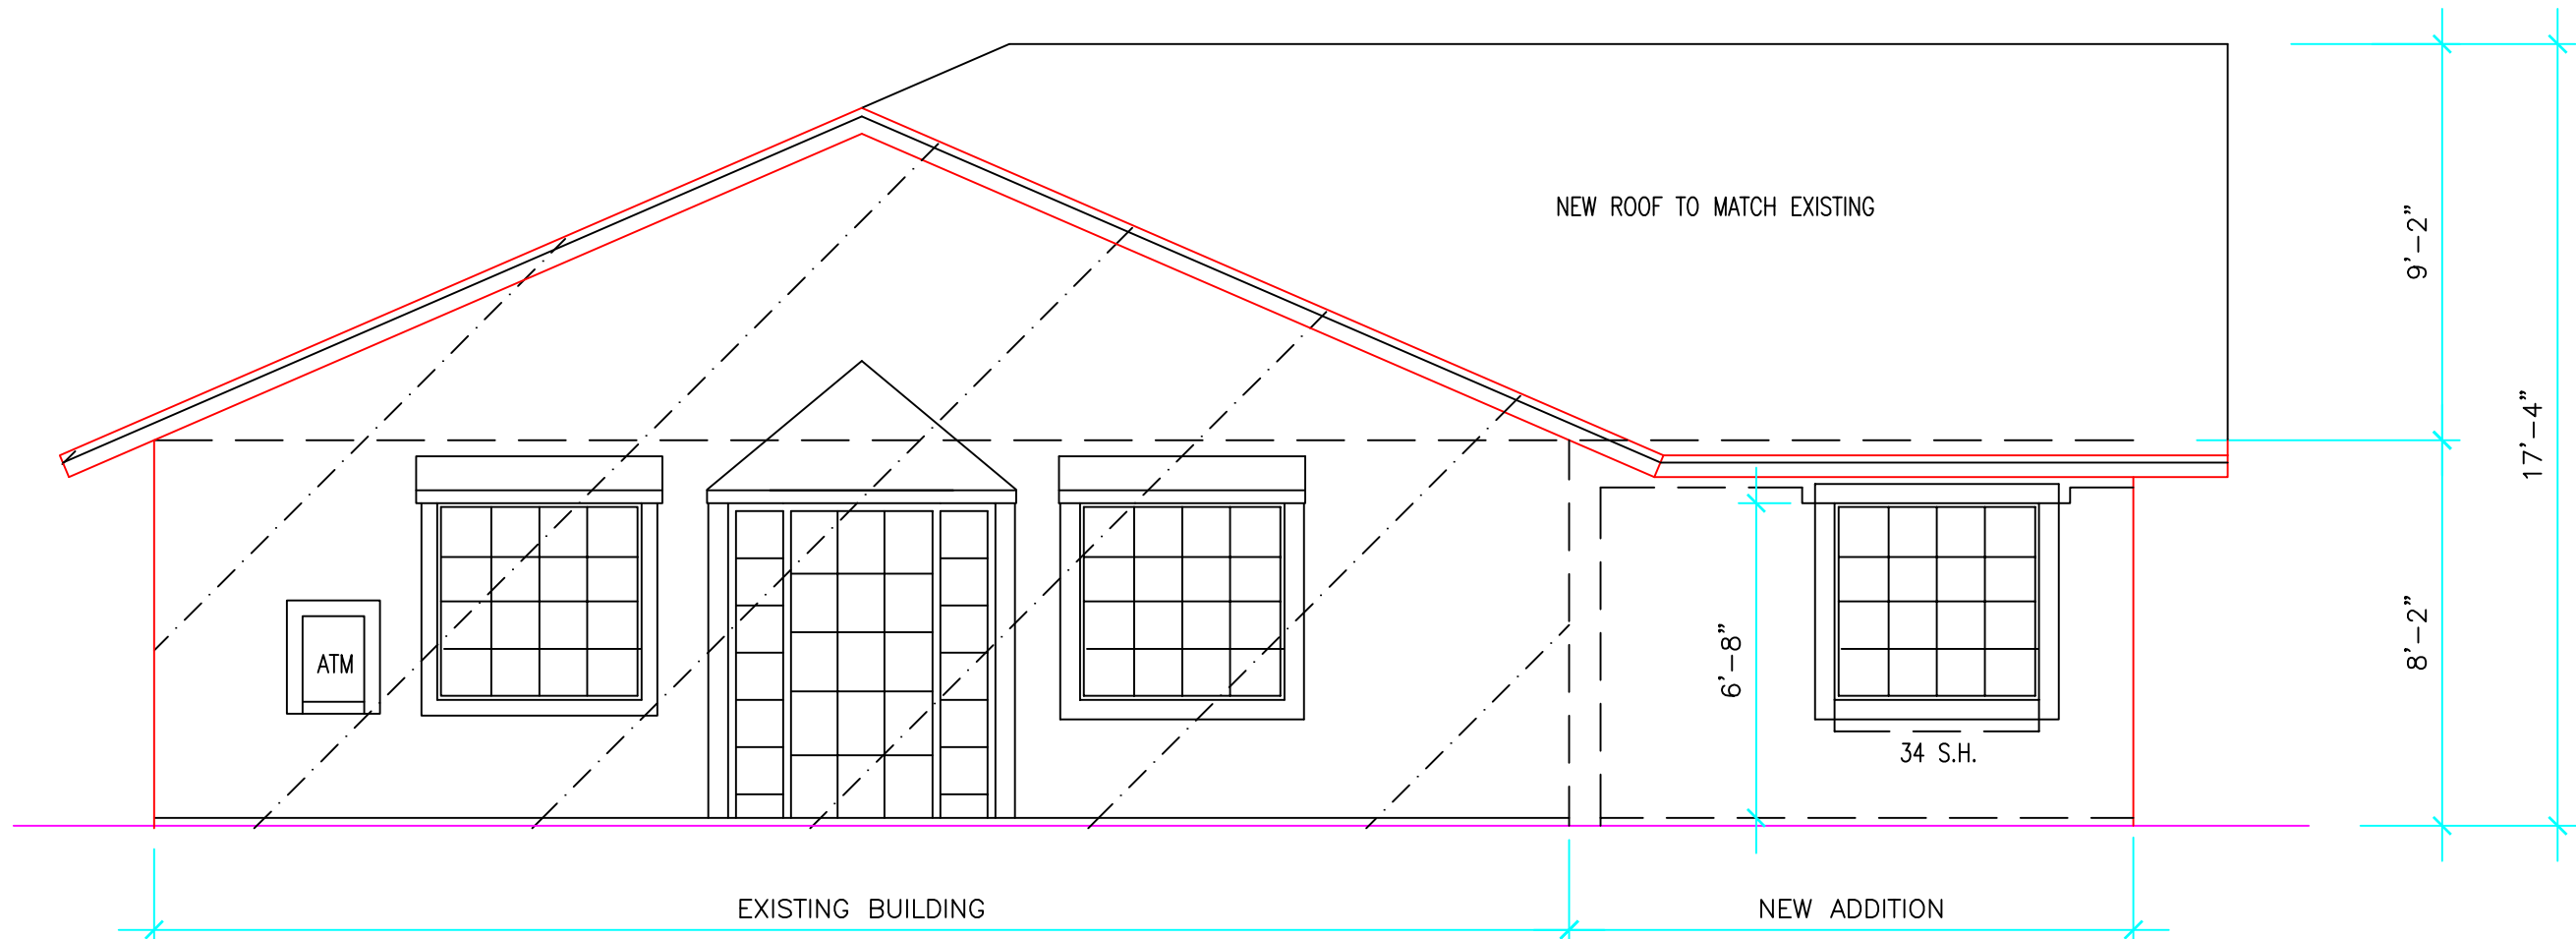 NEW ROOF TO MATCH EXISTING
9'-2"
17'-4"
8'-2"
6'-8"
ATM
34 S.H.
EXISTING BUILDING
NEW ADDITION